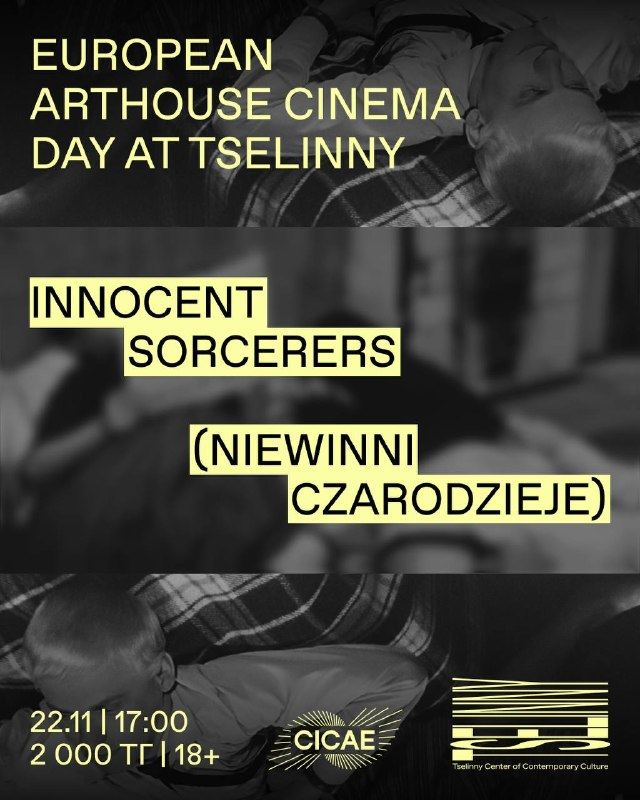 EUROPEAN
ARTHOUSE CINEMA
DAY AT TSELINNY
INNOCENT
SORCERERS
(NIEWINNI
CZARODZIEJE)
22.11 | 17:00
2 000 ТГ | 18+
CICAE
Tselinny Center of Contemporary Culture